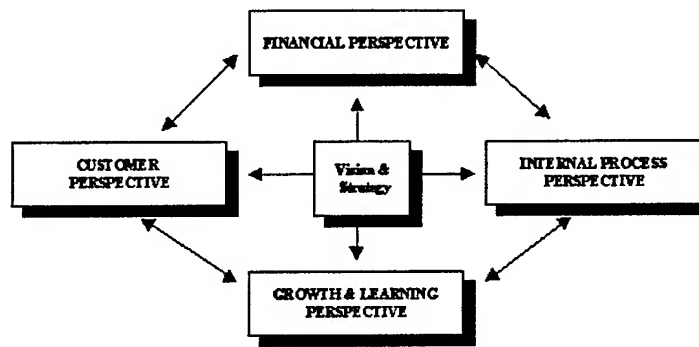 FINANCIAL PERSPECTIVE
CUSTOMER
PERSPECTIVE
Vision &
Strategy
INTERNAL PROCESS
PERSPECTIVE
GROWTH & LEARNING
PERSPECTIVE